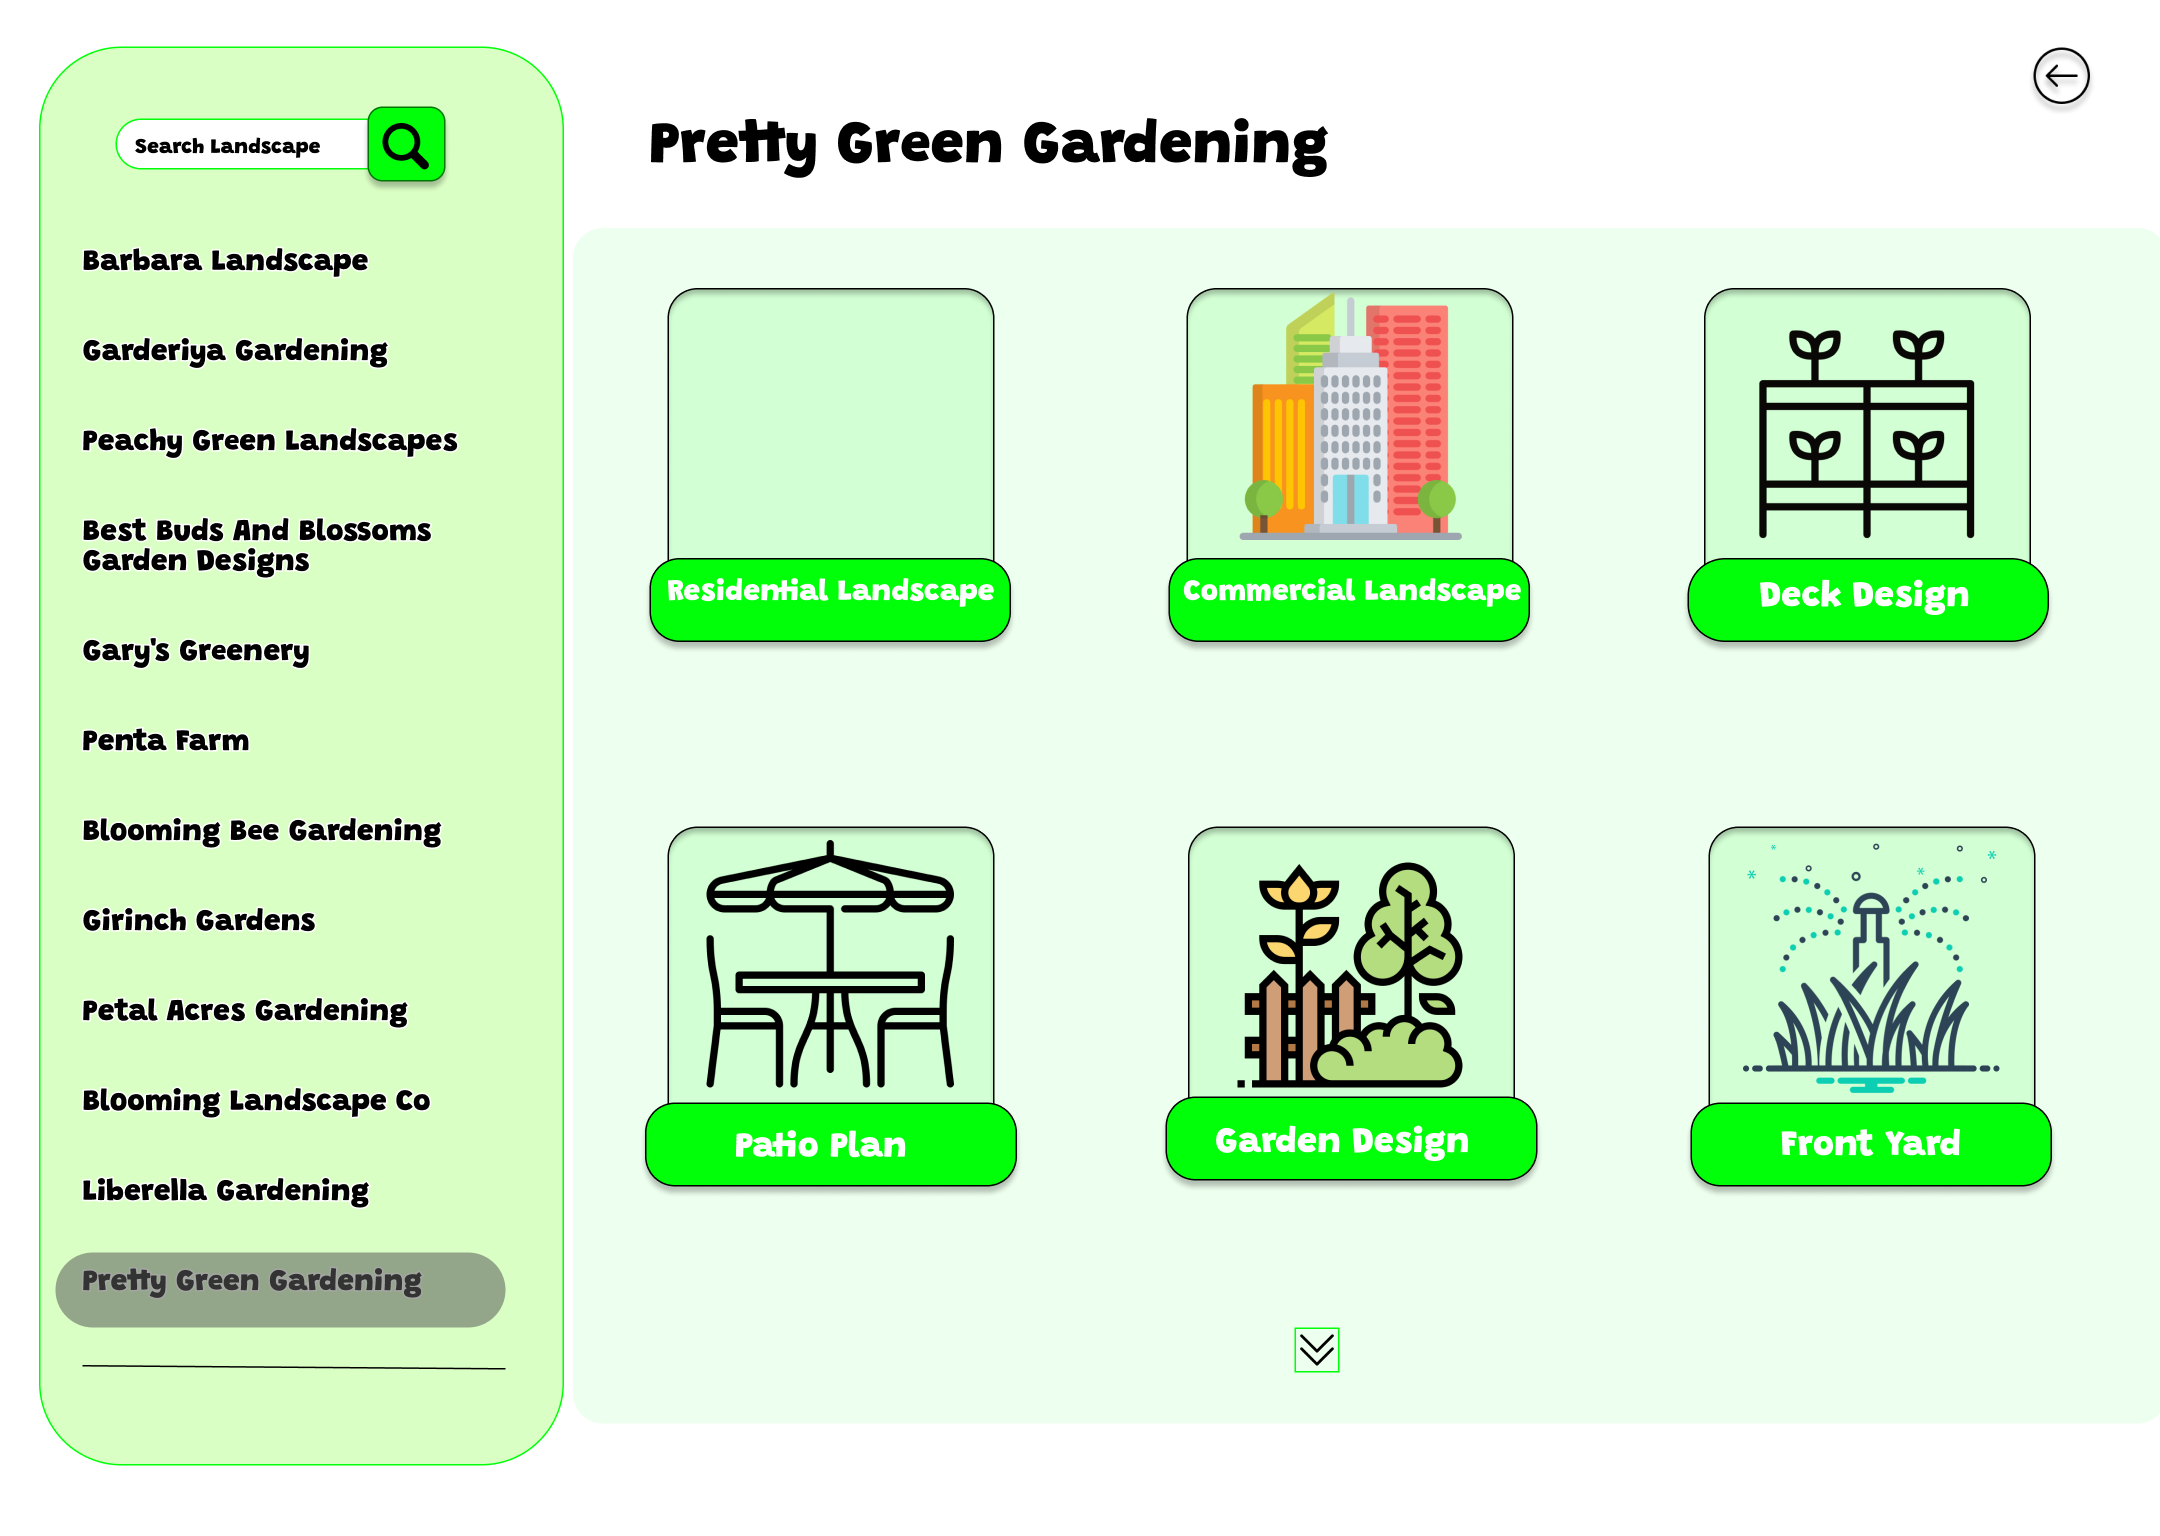 Search Landscape
Barbara Landscape
Garderiya Gardening
Peachy Green Landscapes
Best Buds And Blossoms
Garden Designs
Gary's Greenery
Penta Farm
Blooming Bee Gardening
Girinch Gardens
Petal Acres Gardening
Blooming Landscape Co
Liberella Gardening
Pretty Green Gardening
Pretty Green Gardening
Residential Landscape
Commercial Landscape
Deck Design
Patio Plan
Garden Design
Front Yard